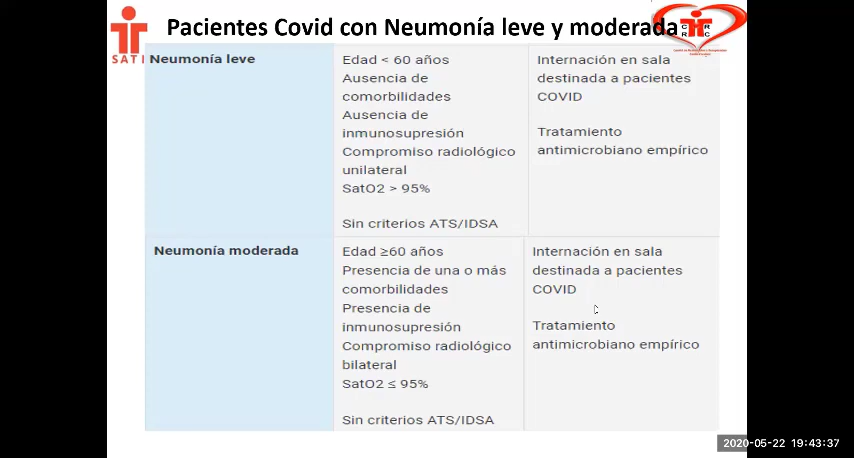 Pacientes Covid con Neumonía leve y moderada
SATI
C H R
R C
Neumonía leve
Edad < 60 años
Ausencia de
comorbilidades
Ausencia de
inmunosupresión
Compromiso radiológico
unilateral
SatO2 > 95%
Sin criterios ATS/IDSA
Internación en sala
destinada a pacientes
COVID
Tratamiento
antimicrobiano empírico
Neumonía moderada
Edad ≥60 años
Presencia de una o más
comorbilidades
Presencia de
inmunosupresión
Compromiso radiológico
bilateral
SatO2 ≤ 95%
Sin criterios ATS/IDSA
Internación en sala
destinada a pacientes
COVID
Tratamiento
antimicrobiano empírico
2020-05-22 19:43:37